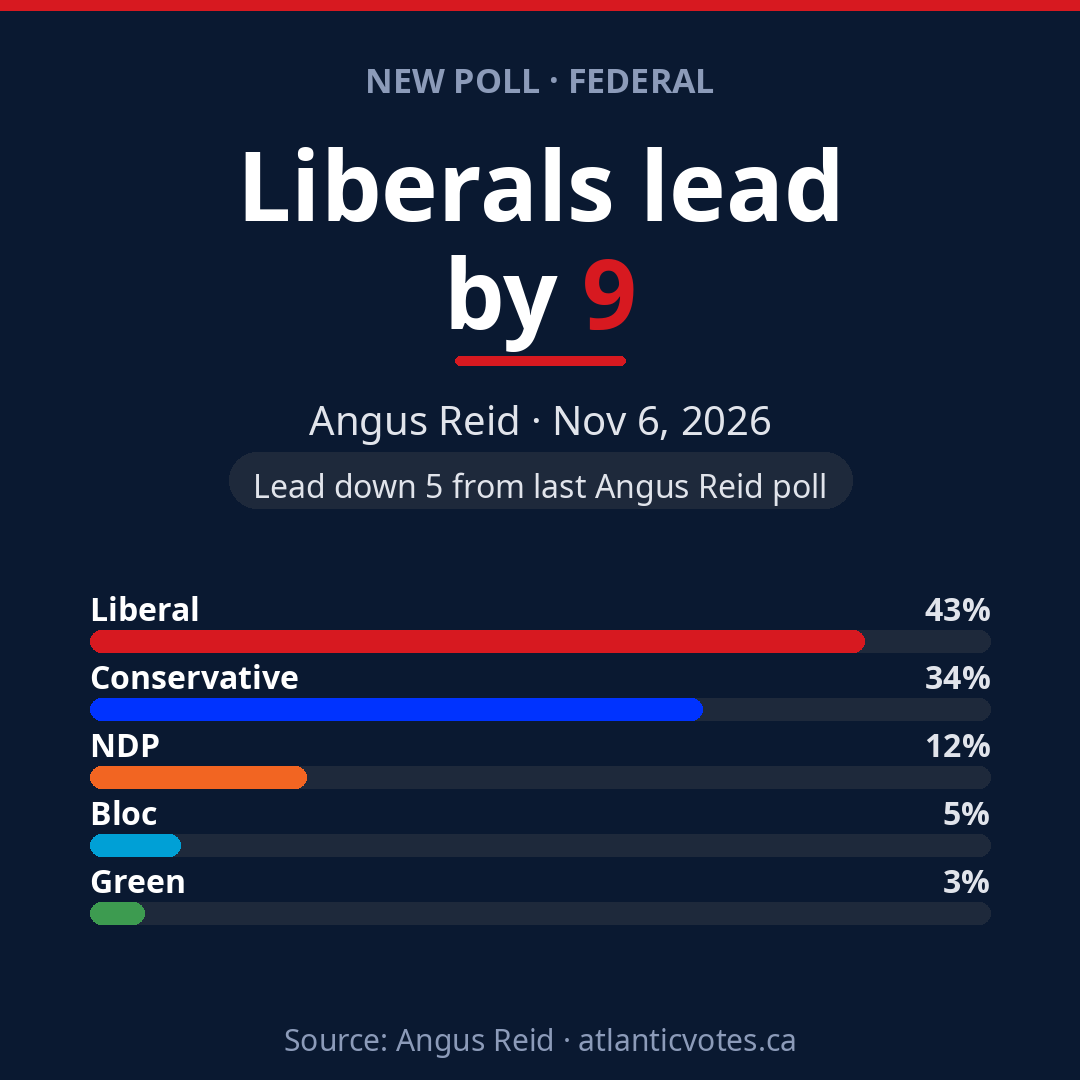 NEW POLL · FEDERAL
Liberals lead
by 9
Angus Reid · Nov 6, 2026
Lead down 5 from last Angus Reid poll
Liberal 43%
Conservative 34%
NDP 12%
Bloc 5%
Green 3%
Source: Angus Reid · atlanticvotes.ca